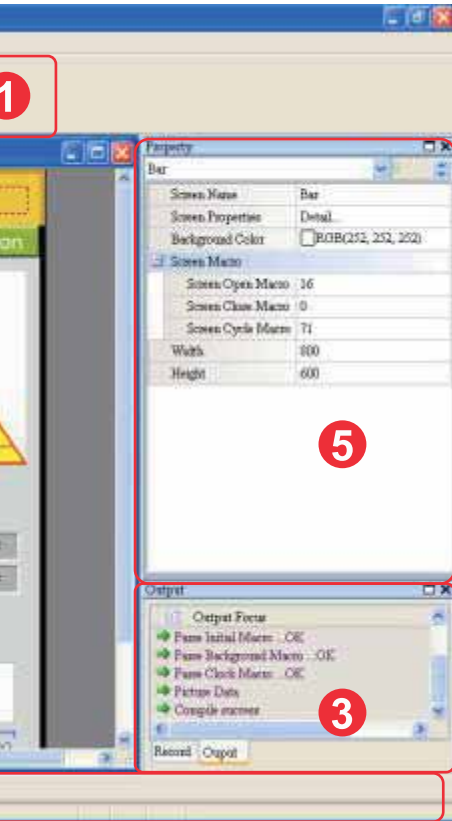 1
Property
Bar
Screen Name Bar
Screen Properties Detail...
Background Color RGB(252, 252, 252)
Screen Macro
Screen Open Macro 16
Screen Close Macro 0
Screen Cycle Macro 71
Width 800
Height 600
5
on
Output
Output Focus
Parse Initial Macro ...OK
Parse Background Macro ...OK
Parse Clock Macro ...OK
Picture Data
Compile success
3
Record Ouput